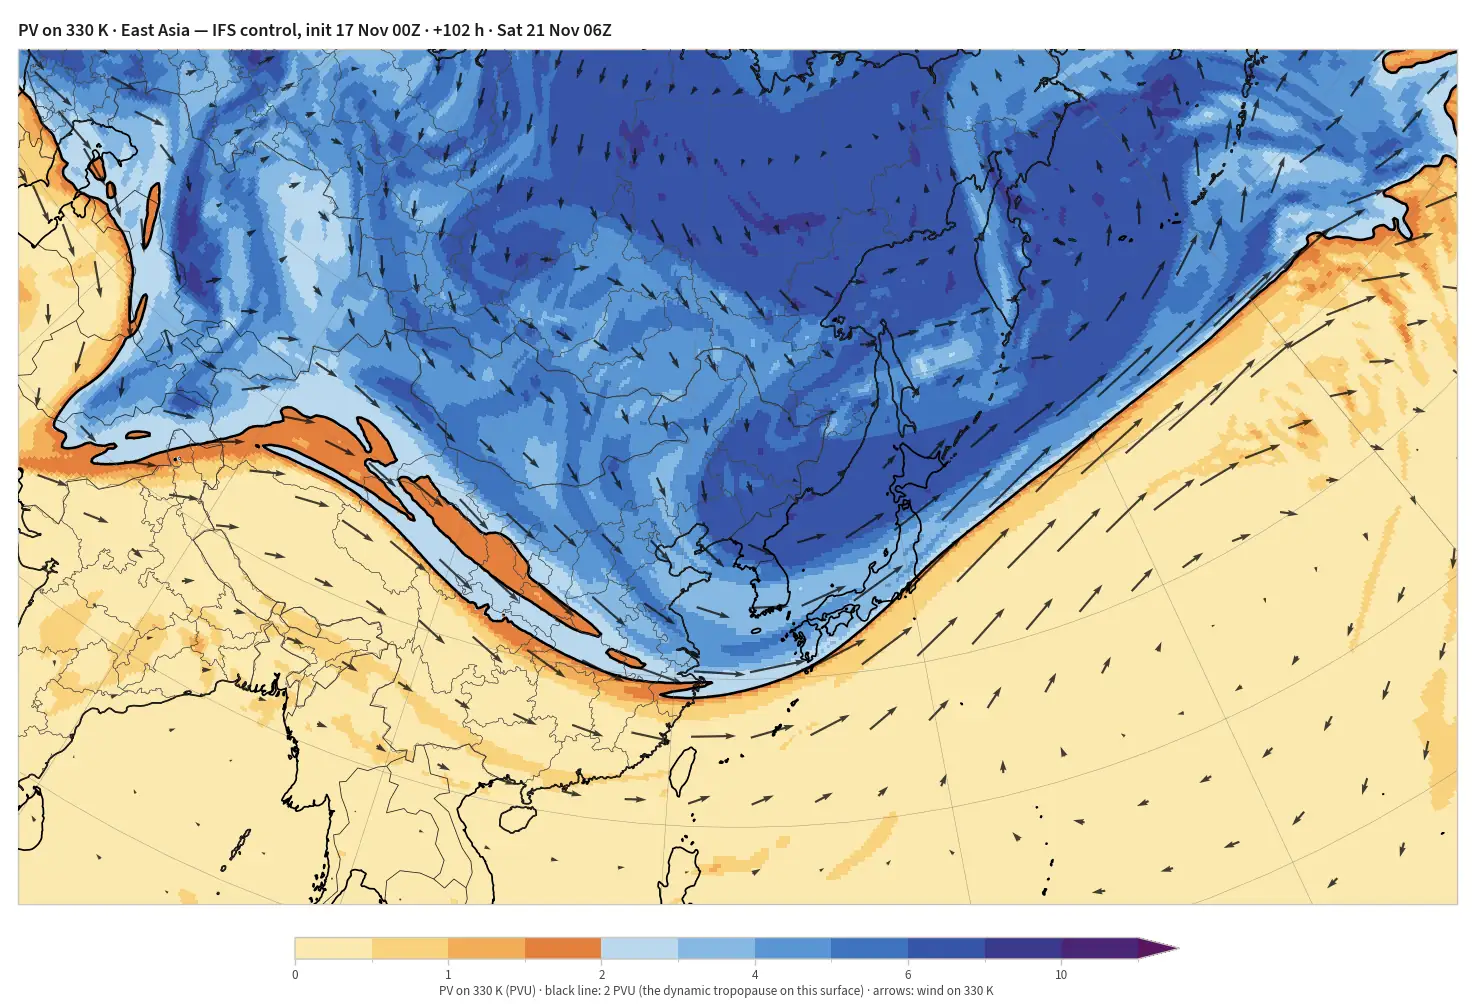 PV on 330 K · East Asia — IFS control, init 17 Nov 00Z · +102 h · Sat 21 Nov 06Z
0 1 2 4 6 10
PV on 330 K (PVU) · black line: 2 PVU (the dynamic tropopause on this surface) · arrows: wind on 330 K